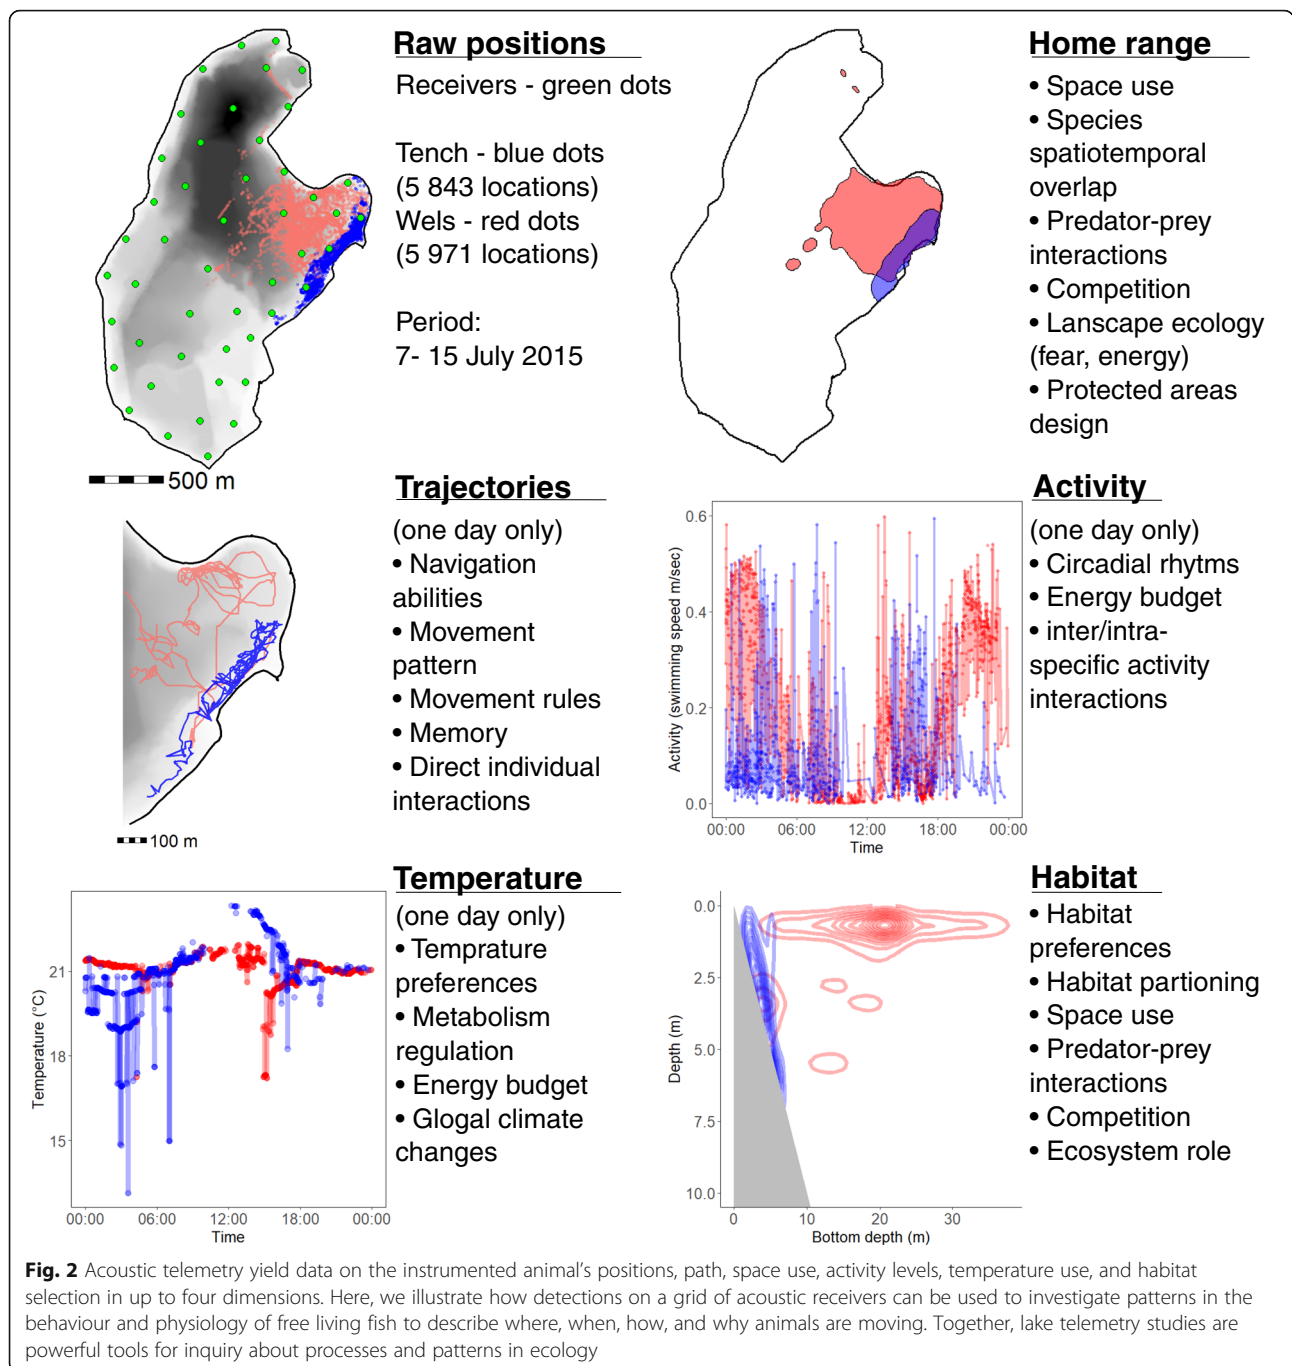 Raw positions
Receivers - green dots
Tench - blue dots
(5 843 locations)
Wels - red dots
(5 971 locations)
Period:
7- 15 July 2015
500 m
Home range
• Space use
• Species
spatiotemporal
overlap
• Predator-prey
interactions
• Competition
• Lanscape ecology
(fear, energy)
• Protected areas
design
Trajectories
(one day only)
• Navigation
abilities
• Movement
pattern
• Movement rules
• Memory
• Direct individual
interactions
100 m
Activity
(one day only)
• Circadial rhytms
• Energy budget
• inter/intra-
specific activity
interactions
Activity (swimming speed m/sec)
0.6
0.4
0.2
0.0
00:00 06:00 12:00 18:00 00:00
Time
Temperature
(one day only)
• Temprature
preferences
• Metabolism
regulation
• Energy budget
• Glogal climate
changes
Temperature (°C)
21
18
15
00:00 06:00 12:00 18:00 00:00
Time
Habitat
• Habitat
preferences
• Habitat partioning
• Space use
• Predator-prey
interactions
• Competition
• Ecosystem role
Depth (m)
0.0
2.5
5.0
7.5
10.0
0 10 20 30
Bottom depth (m)
Fig. 2 Acoustic telemetry yield data on the instrumented animal's positions, path, space use, activity levels, temperature use, and habitat
selection in up to four dimensions. Here, we illustrate how detections on a grid of acoustic receivers can be used to investigate patterns in the
behaviour and physiology of free living fish to describe where, when, how, and why animals are moving. Together, lake telemetry studies are
powerful tools for inquiry about processes and patterns in ecology